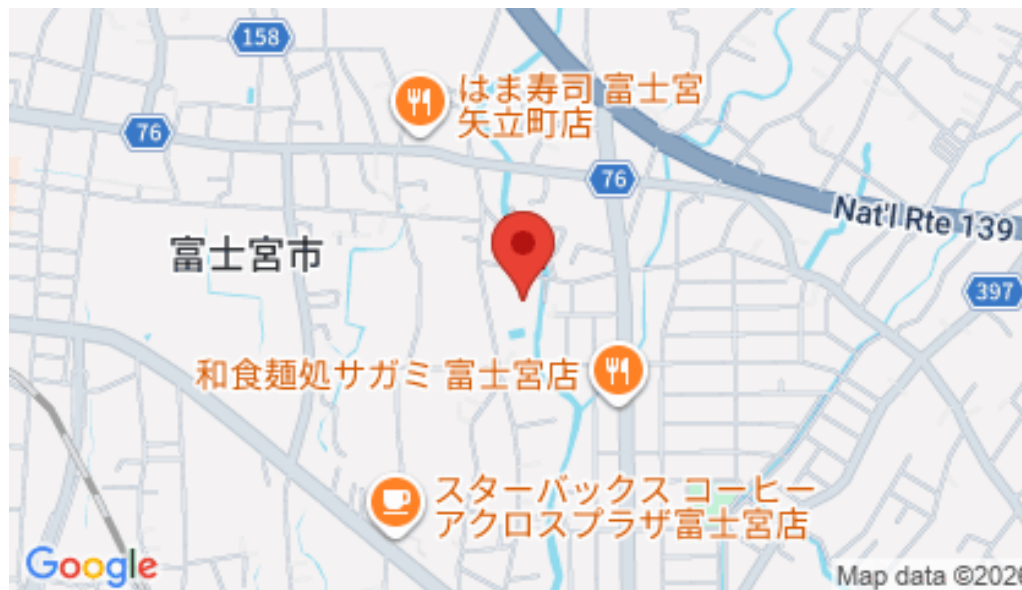 158
はま寿司 富士宮
矢立町店
76
76
Nat'l Rte 139
富士宮市
397
和食麺処サガミ 富士宮店
スターバックス コーヒー
アクロスプラザ富士宮店
Google
Map data ©2026